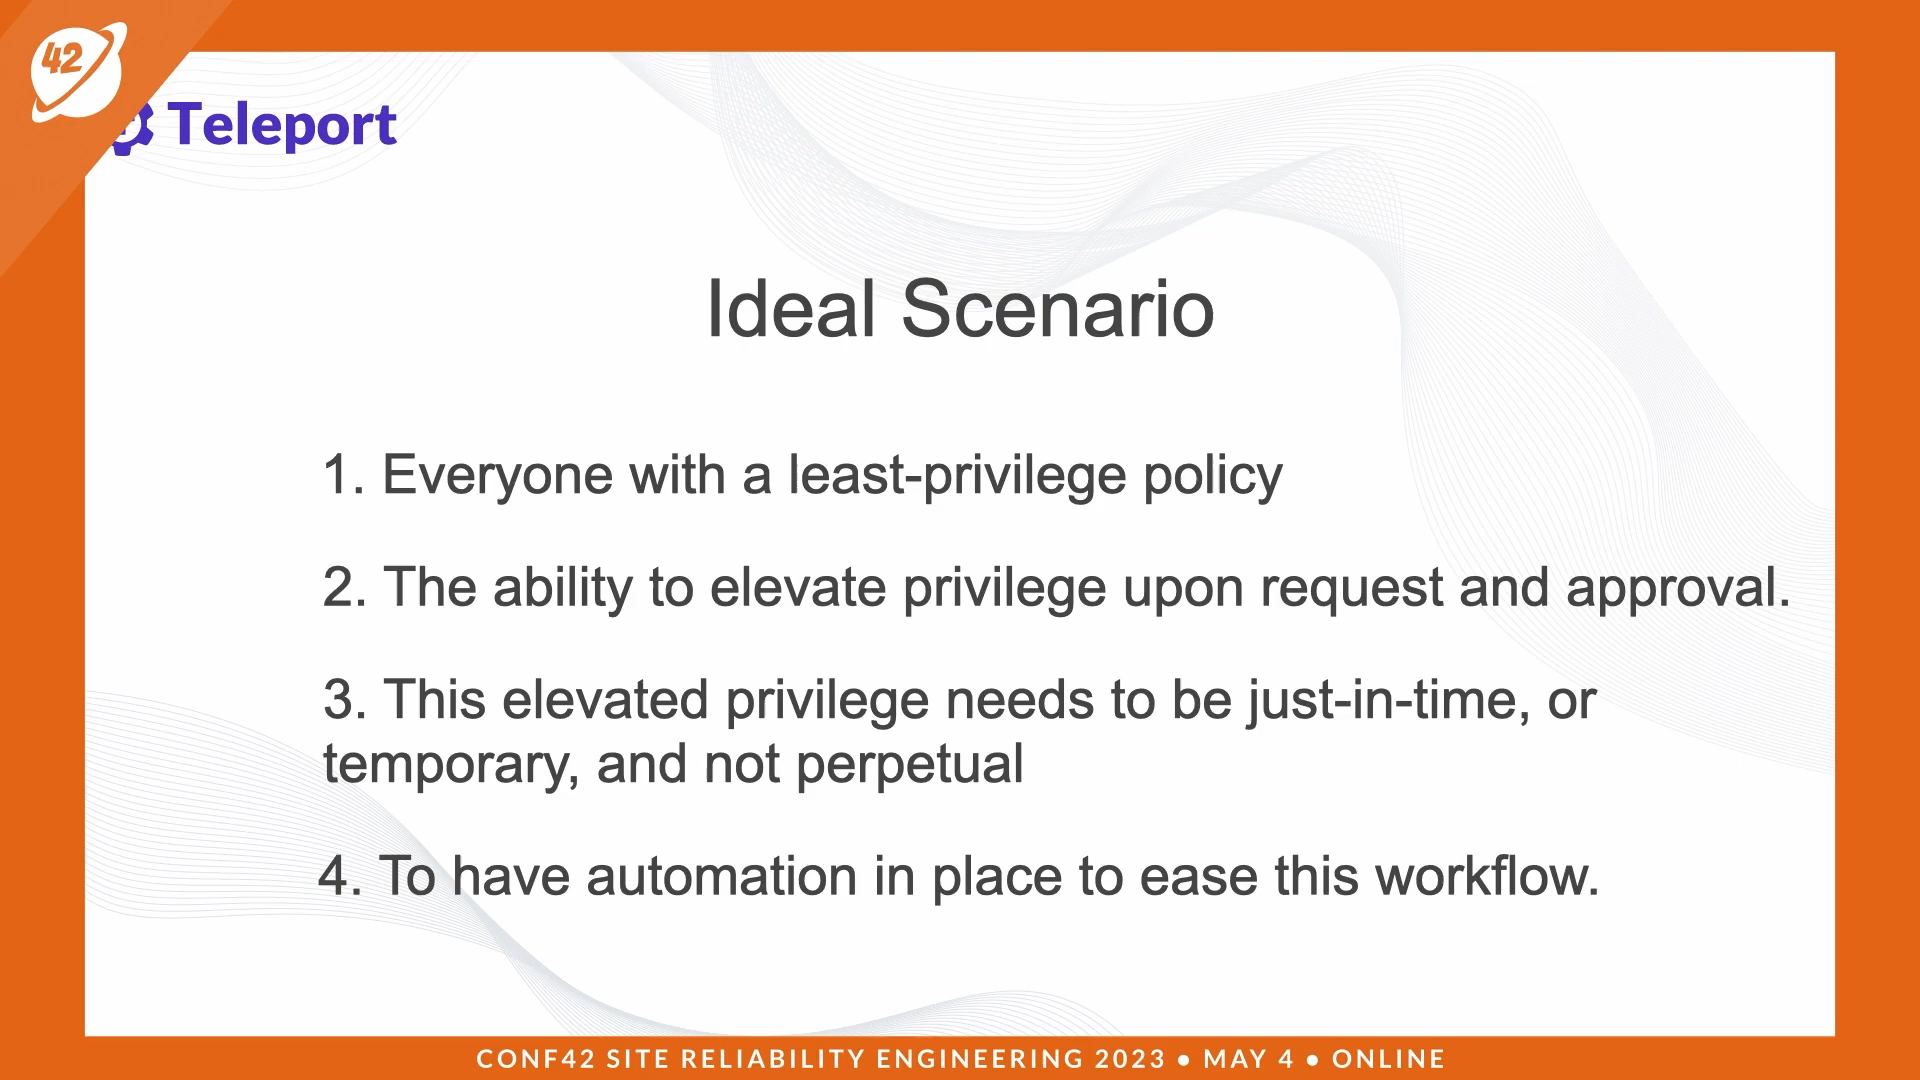 42
Teleport
Ideal Scenario
1. Everyone with a least-privilege policy
2. The ability to elevate privilege upon request and approval.
3. This elevated privilege needs to be just-in-time, or
temporary, and not perpetual
4. To have automation in place to ease this workflow.
CONF42 SITE RELIABILITY ENGINEERING 2023 ● MAY 4 ● ONLINE